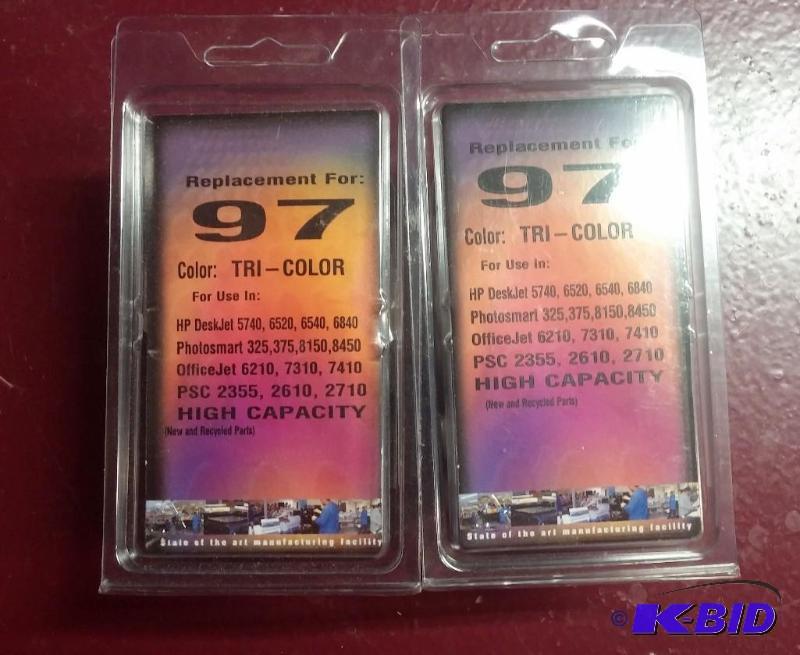 Replacement For:
97
Color: TRI-COLOR
For Use In:
HP DeskJet 5740, 6520, 6540, 6840
Photosmart 325,375,8150,8450
OfficeJet 6210, 7310, 7410
PSC 2355, 2610, 2710
HIGH CAPACITY
(New and Recycled Parts)
State of the art manufacturing facility
Replacement
97
Color: TRI-COLOR
For Use In:
HP DeskJet 5740, 6520, 6540, 6840
Photosmart 325,375,8150,8450
OfficeJet 6210, 7310, 7410
PSC 2355, 2610, 2710
HIGH CAPACITY
(New and Recycled Parts)
State of the art manufacturing facility
© K-BID